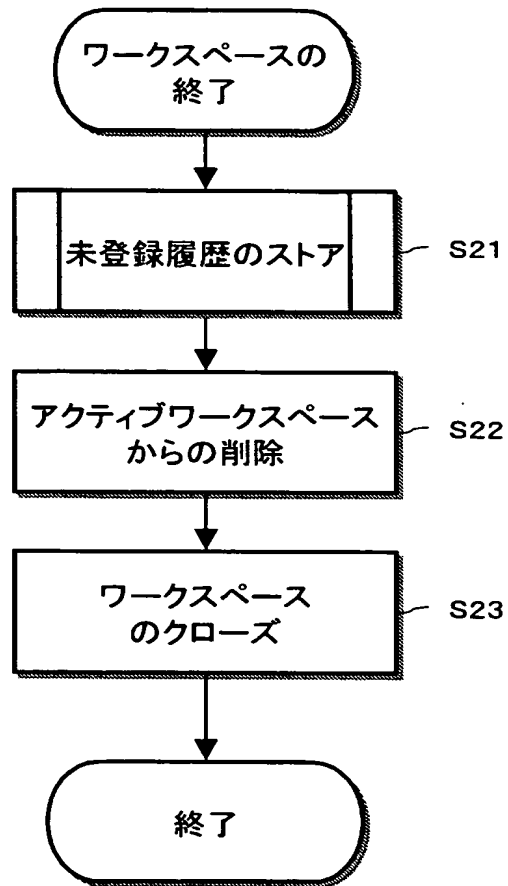 ワークスペースの
終了
未登録履歴のストア
S21
アクティブワークスペース
からの削除
S22
ワークスペース
のクローズ
S23
終了